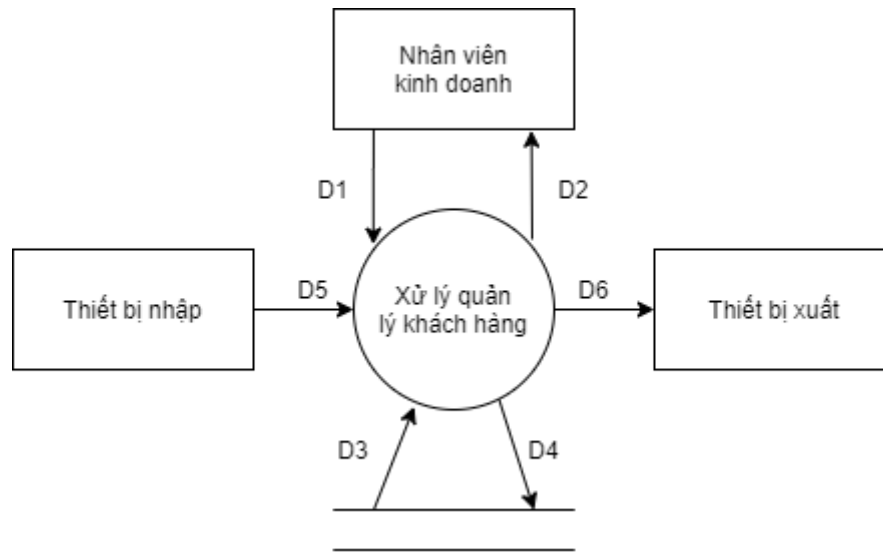 Nhân viên
kinh doanh
D1
D2
Thiết bị nhập
D5
Xử lý quản
lý khách hàng
D6
Thiết bị xuất
D3
D4